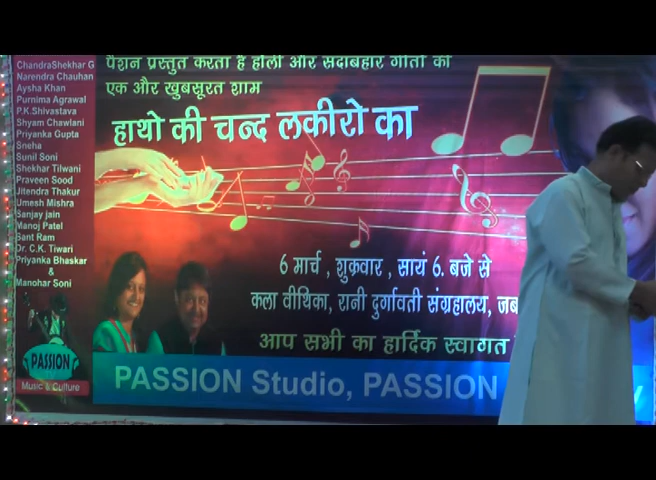 ChandraShekhar G
Narendra Chauhan
Aysha Khan
Purnima Agrawal
P.K.Shivastava
Shyam Chawlani
Priyanka Gupta
Sneha
Sunil Soni
Shekhar Tilwani
Praveen Sood
Jitendra Thakur
Umesh Mishra
Sanjay jain
Manoj Patel
Sant Ram
Dr. C.K. Tiwari
Priyanka Bhaskar
&
Manohar Soni
PASSION
Music & Culture
पैशन प्रस्तुत करता है होली और सदाबहार गीतों की
एक और खुबसूरत शाम
हाथो की चन्द लकीरो का
6 मार्च , शुक्रवार , सायं 6. बजे से
कला वीथिका, रानी दुर्गावती संग्रहालय, जब
आप सभी का हार्दिक स्वागत
PASSION Studio, PASSION